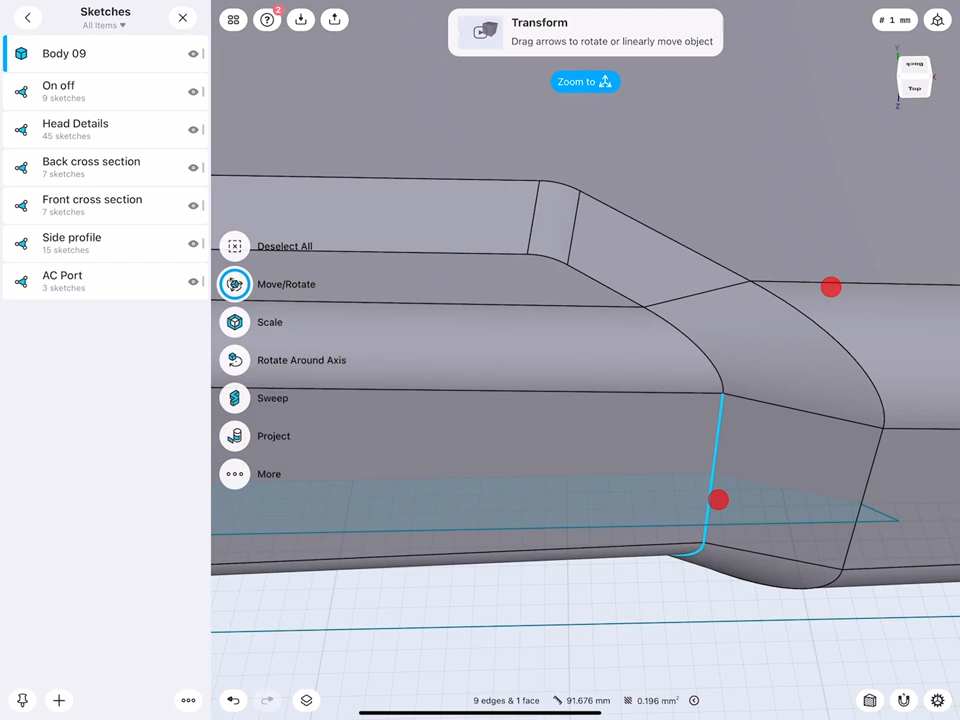 Sketches
All Items ▼
Body 09
On off
9 sketches
Head Details
45 sketches
Back cross section
7 sketches
Front cross section
7 sketches
Side profile
15 sketches
AC Port
3 sketches
2
Transform
Drag arrows to rotate or linearly move object
Zoom to
# 1 mm
Y
Back
X
Top
Z
Deselect All
Move/Rotate
Scale
Rotate Around Axis
Sweep
Project
More
9 edges & 1 face
91.676 mm
0.196 mm²